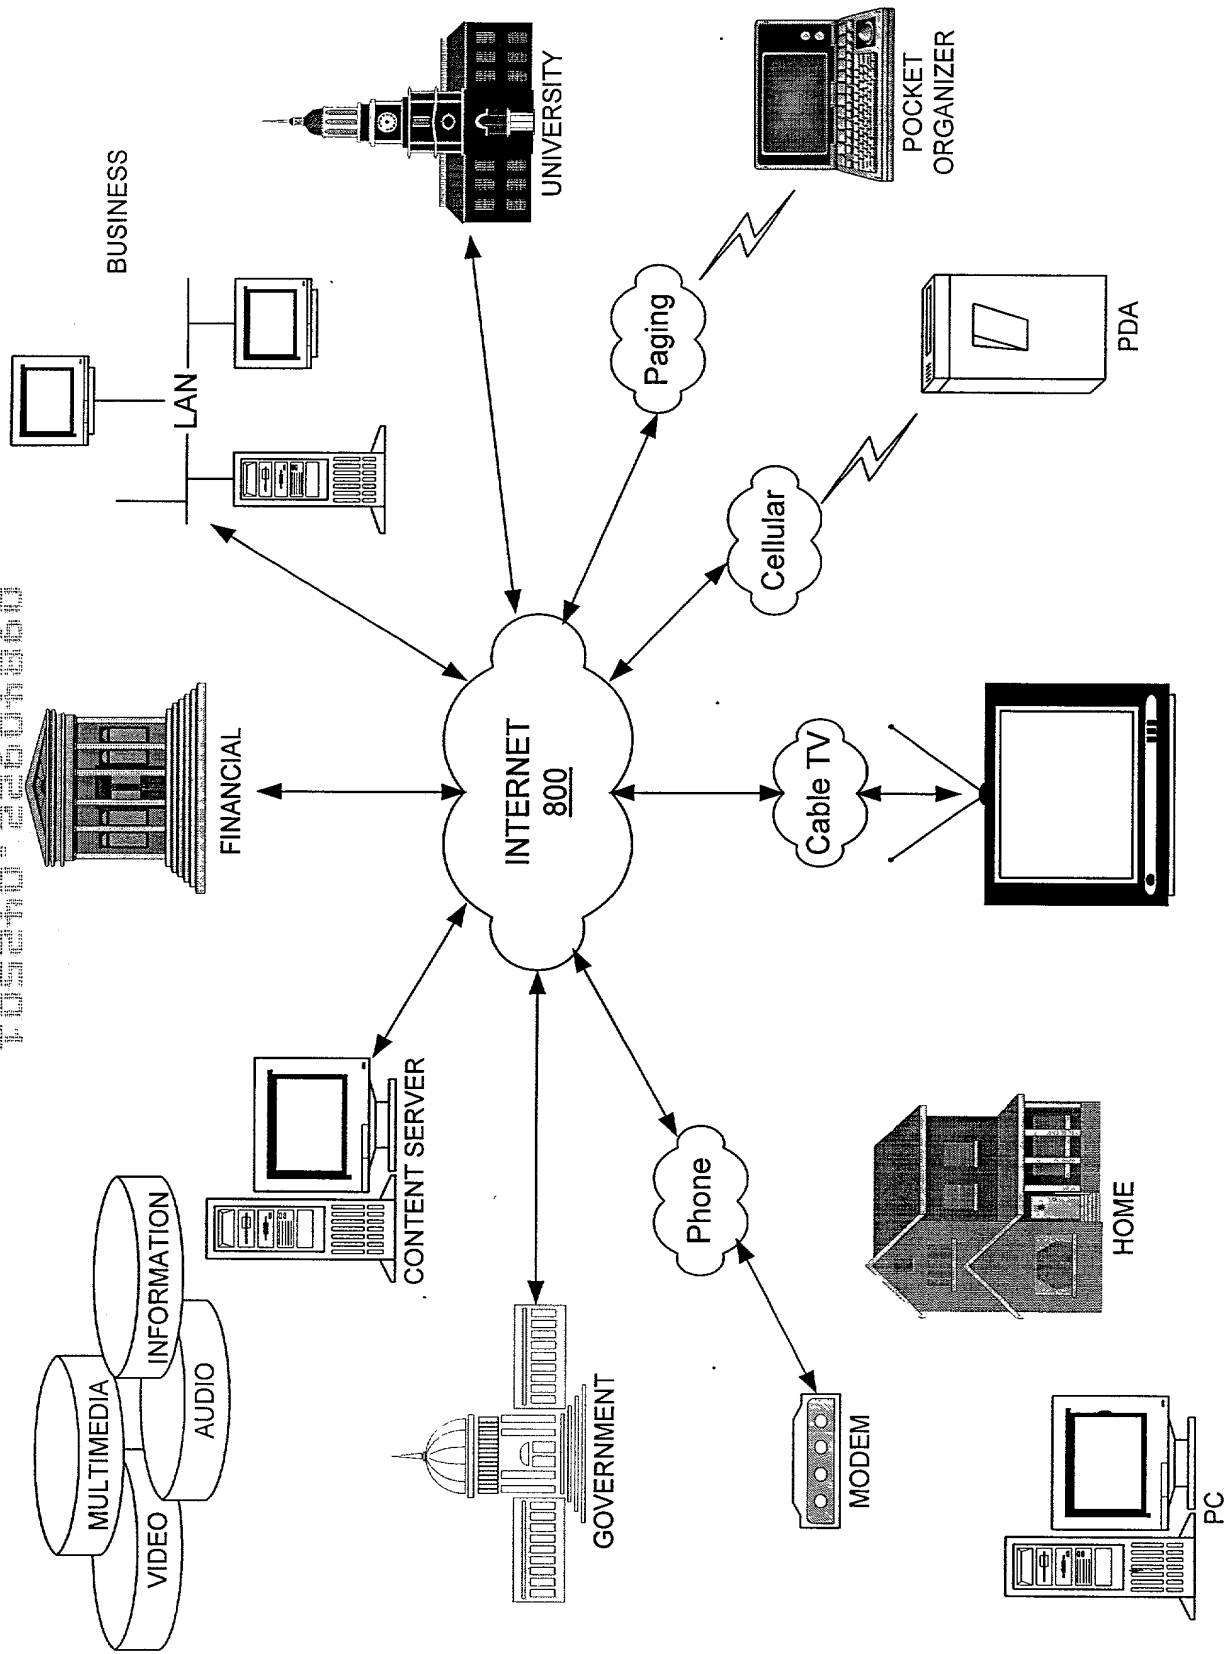 MULTIMEDIA
VIDEO
INFORMATION
AUDIO
CONTENT SERVER
FINANCIAL
LAN
BUSINESS
GOVERNMENT
INTERNET
800
UNIVERSITY
Phone
Cable TV
Cellular
Paging
MODEM
HOME
PC
PDA
POCKET
ORGANIZER